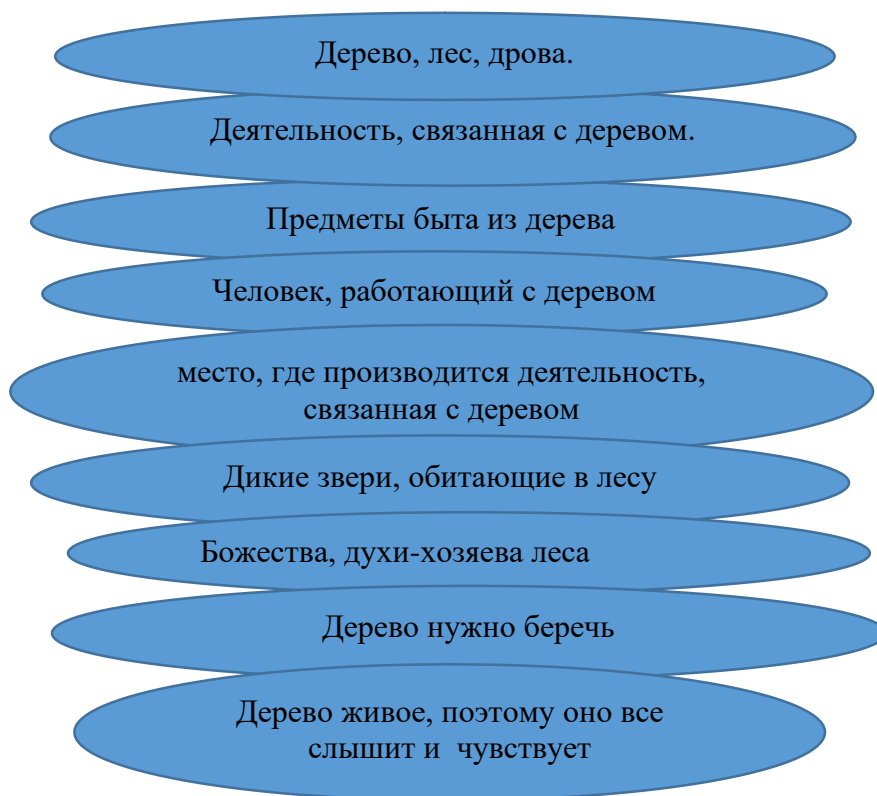 Дерево, лес, дрова.
Деятельность, связанная с деревом.
Предметы быта из дерева
Человек, работающий с деревом
место, где производится деятельность,
связанная с деревом
Дикие звери, обитающие в лесу
Божества, духи-хозяева леса
Дерево нужно беречь
Дерево живое, поэтому оно все
слышит и чувствует